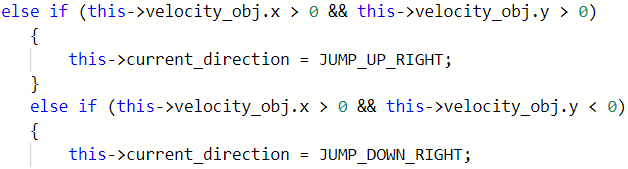 else if (this->velocity_obj.x > 0 && this->velocity_obj.y > 0)
{
this->current_direction = JUMP_UP_RIGHT;
}
else if (this->velocity_obj.x > 0 && this->velocity_obj.y < 0)
{
this->current_direction = JUMP_DOWN_RIGHT;